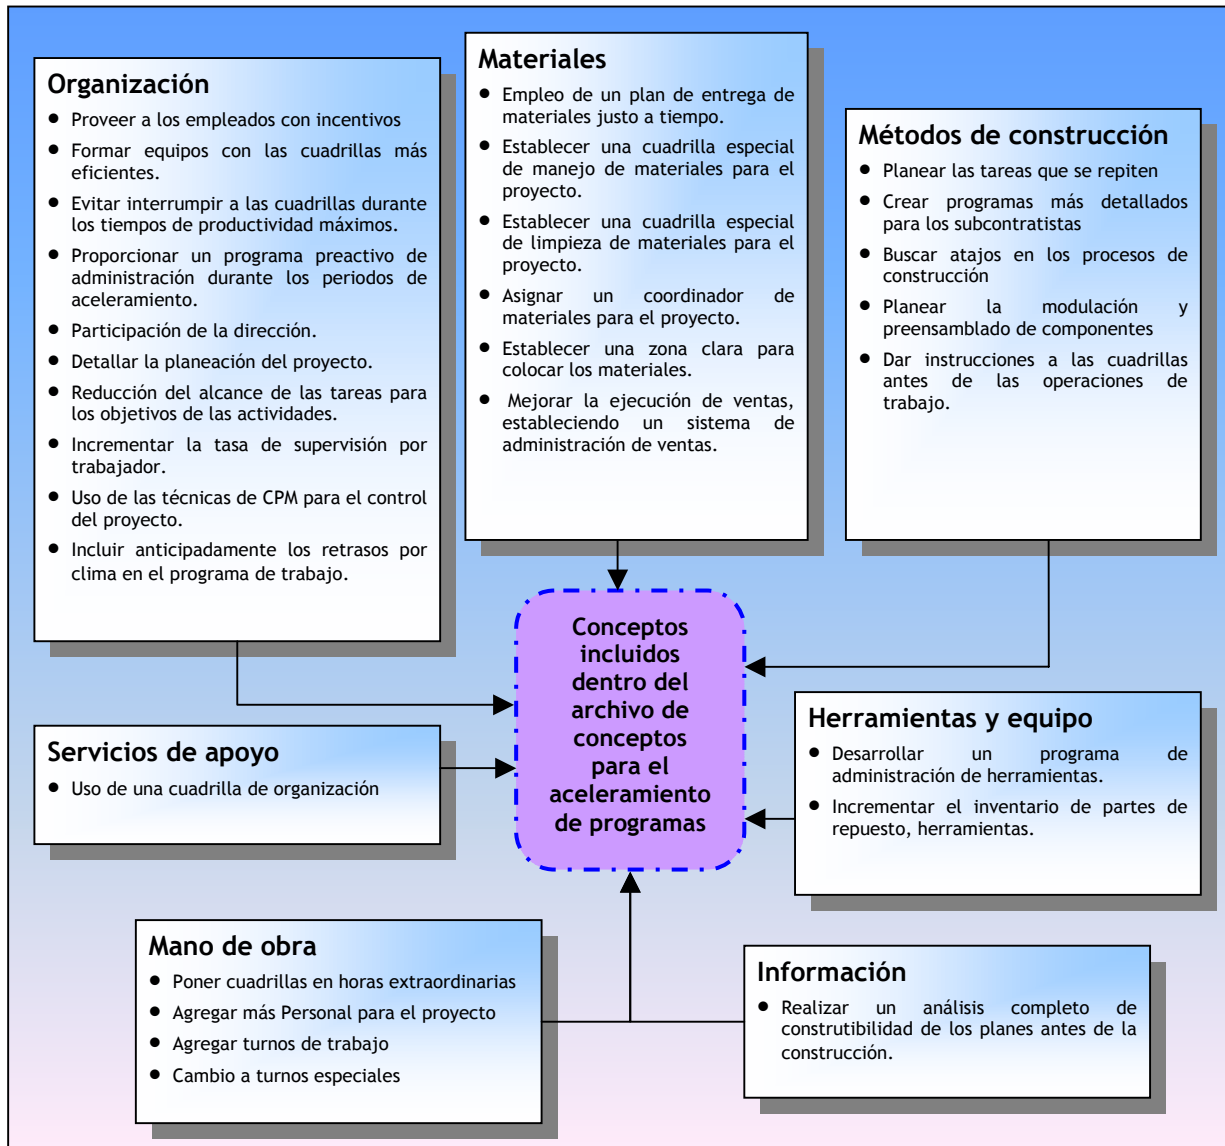 Organización
● Proveer a los empleados con incentivos
● Formar equipos con las cuadrillas más
eficientes.
● Evitar interrumpir a las cuadrillas durante
los tiempos de productividad máximos.
● Proporcionar un programa preactivo de
administración durante los periodos de
aceleramiento.
● Participación de la dirección.
● Detallar la planeación del proyecto.
● Reducción del alcance de las tareas para
los objetivos de las actividades.
● Incrementar la tasa de supervisión por
trabajador.
● Uso de las técnicas de CPM para el control
del proyecto.
● Incluir anticipadamente los retrasos por
clima en el programa de trabajo.
Materiales
● Empleo de un plan de entrega de
materiales justo a tiempo.
● Establecer una cuadrilla especial
de manejo de materiales para el
proyecto.
● Establecer una cuadrilla especial
de limpieza de materiales para el
proyecto.
● Asignar un coordinador de
materiales para el proyecto.
● Establecer una zona clara para
colocar los materiales.
● Mejorar la ejecución de ventas,
estableciendo un sistema de
administración de ventas.
Métodos de construcción
● Planear las tareas que se repiten
● Crear programas más detallados
para los subcontratistas
● Buscar atajos en los procesos de
construcción
● Planear la modulación y
preensamblado de componentes
● Dar instrucciones a las cuadrillas
antes de las operaciones de
trabajo.
Conceptos
incluidos
dentro del
archivo de
conceptos
para el
aceleramiento
de programas
Servicios de apoyo
● Uso de una cuadrilla de organización
Herramientas y equipo
● Desarrollar un programa de
administración de herramientas.
● Incrementar el inventario de partes de
repuesto, herramientas.
Mano de obra
● Poner cuadrillas en horas extraordinarias
● Agregar más Personal para el proyecto
● Agregar turnos de trabajo
● Cambio a turnos especiales
Información
● Realizar un análisis completo de
construtibilidad de los planes antes de la
construcción.